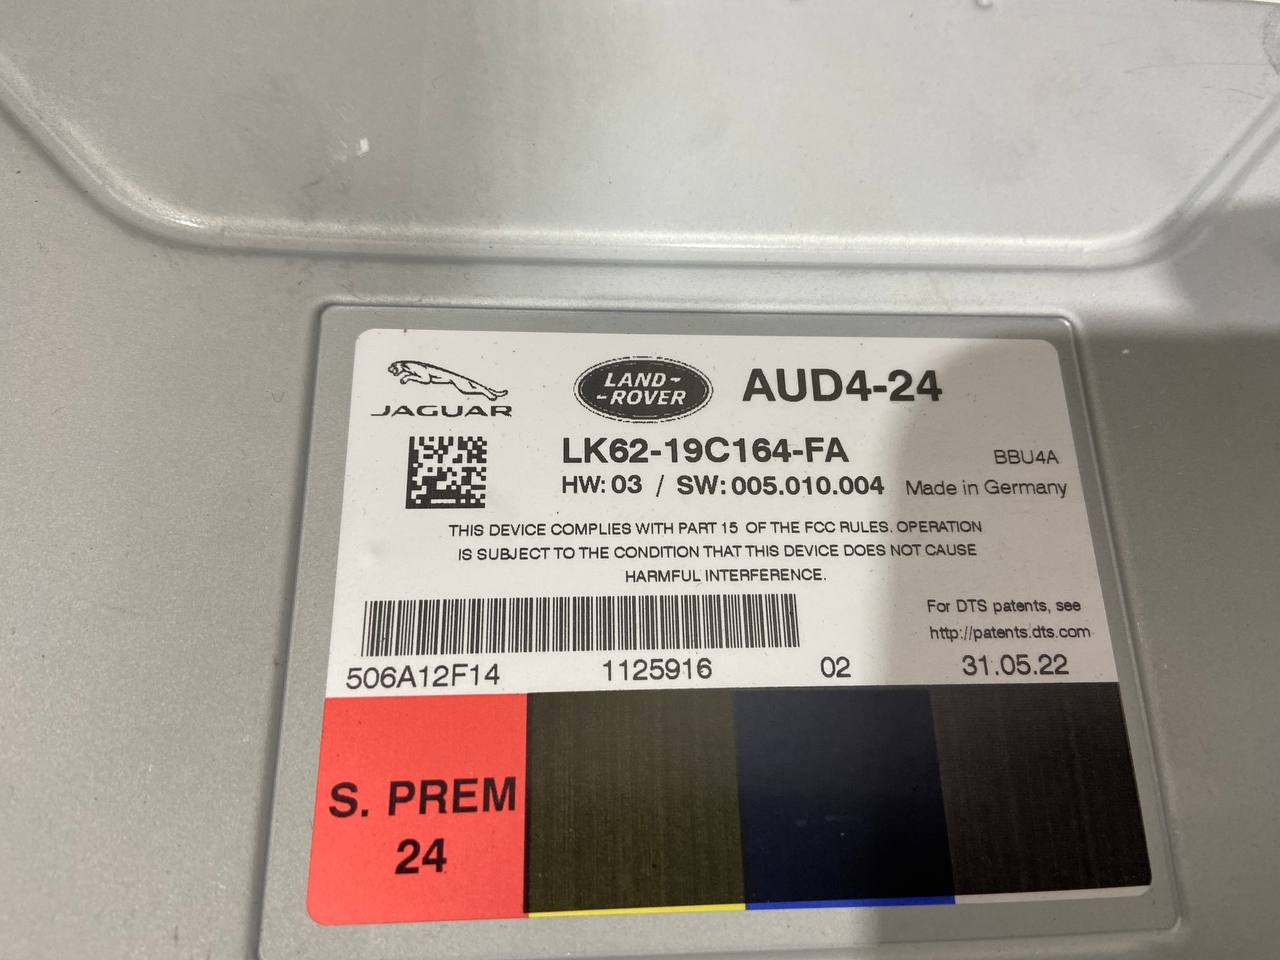 JAGUAR
LAND-
-ROVER
AUD4-24
LK62-19C164-FA
BBU4A
HW: 03 / SW: 005.010.004
Made in Germany
THIS DEVICE COMPLIES WITH PART 15 OF THE FCC RULES. OPERATION
IS SUBJECT TO THE CONDITION THAT THIS DEVICE DOES NOT CAUSE
HARMFUL INTERFERENCE.
For DTS patents, see
http://patents.dts.com
506A12F14 1125916 02 31.05.22
S. PREM
24